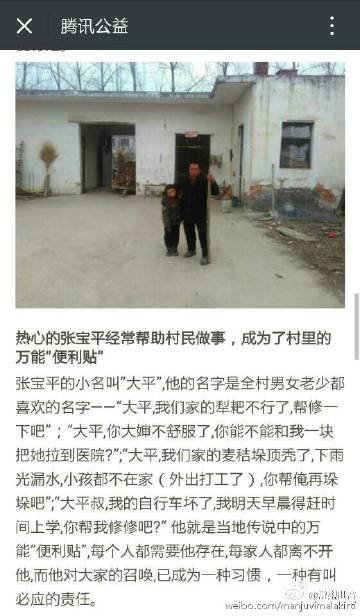 腾讯公益
热心的张宝平经常帮助村民做事，成为了村里的
万能“便利贴”
张宝平的小名叫”大平”,他的名字是全村男女老少都
喜欢的名字——“大平,我们家的犁耙不行了,帮修一
下吧”；“大平,你大婶不舒服了,你能不能和我一块
把她拉到医院?”;“大平,我们家的麦秸垛顶秃了,下雨
光漏水,小孩都不在家（外出打工了）,你帮俺再垛
垛吧”;“大平叔,我的自行车坏了,我明天早晨得赶时
间上学,你帮我修修吧?” 他就是当地传说中的万
能“便利贴”,每个人都需要他存在,每家人都离不开
他,而他对大家的召唤,已成为一种习惯，一种有叫
必应的责任。
weibo.com/manjuvimalakirti